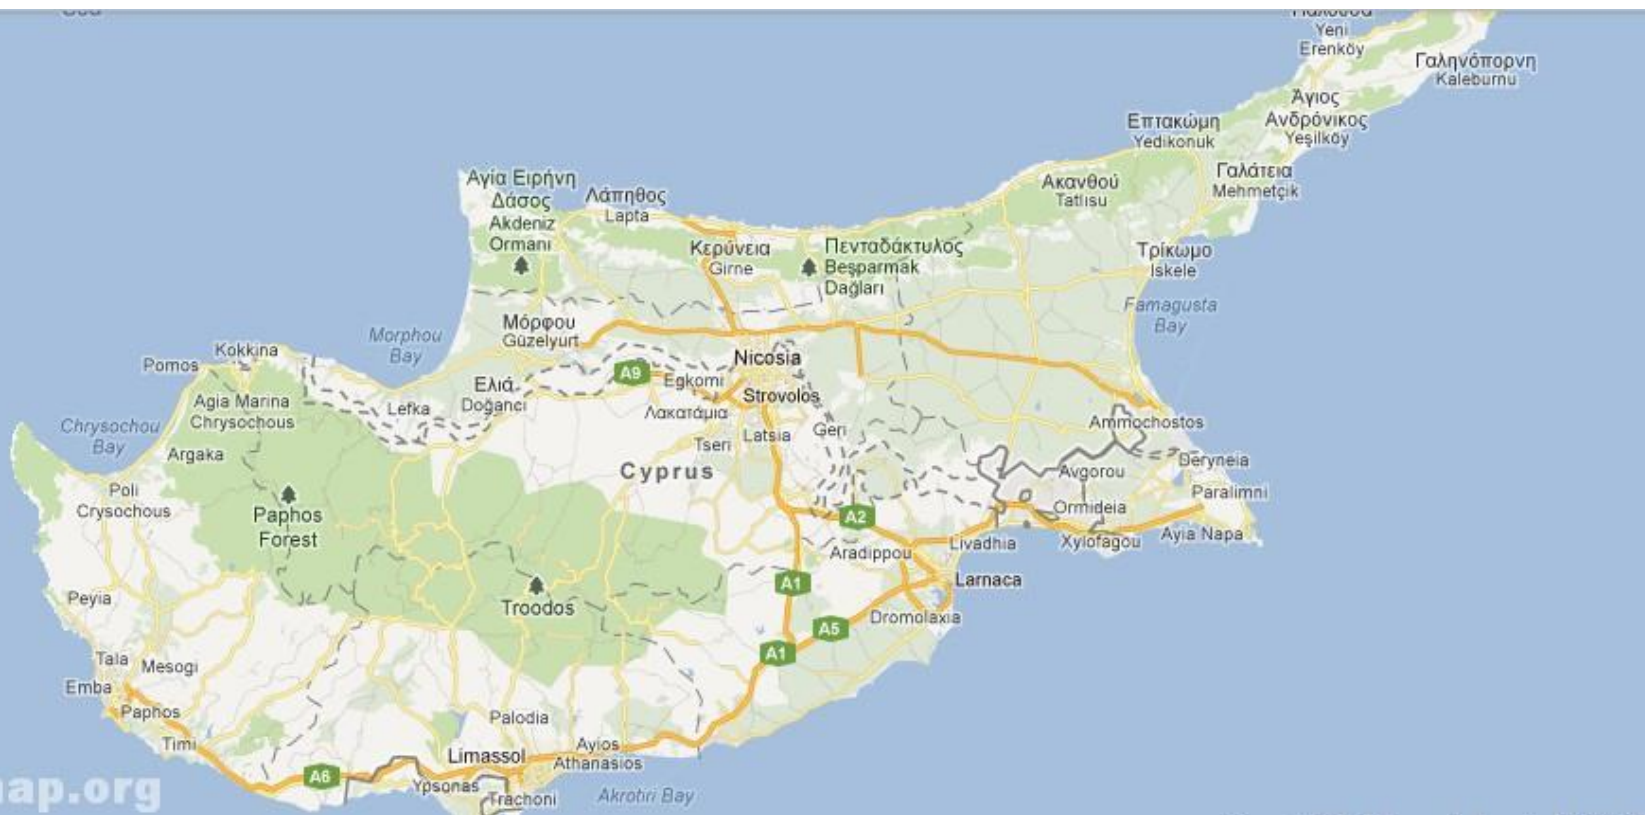 Yeni
Erenköy
Γαληνόπορνη
Kaleburnu
Άγιος
Ανδρόνικος
Yeşilköy
Επτακώμη
Yedikonuk
Γαλάτεια
Mehmetçik
Ακανθού
Tatlısu
Αγία Ειρήνη
Δάσος
Akdeniz
Ormanı
Λάπηθος
Lapta
Κερύνεια
Girne
Πενταδάκτυλος
Beşparmak
Dağları
Τρίκωμο
İskele
Famagusta
Bay
Μόρφου
Güzelyurt
Morphou
Bay
Kokkina
Pomos
Nicosia
A9
Egkomi
Strovolos
Ελιά
Doğancı
Lefka
Λακατάμια
Agia Marina
Chrysochous
Chrysochou
Bay
Argaka
Tseri
Latsia
Geri
Ammochostos
Cyprus
Avgorou
Deryneia
Poli
Crysochous
Paphos
Forest
Paralimni
Ormideia
A2
Aradippou
Livadhia
Xylofagou
Ayia Napa
Larnaca
A1
Troodos
Peyia
Dromolaxia
A5
A1
Tala
Mesogi
Emba
Paphos
Timi
Palodia
Limassol
Ayios
Athanasios
A6
Ypsonas
Trachoni
Akrotiri Bay
ap.org